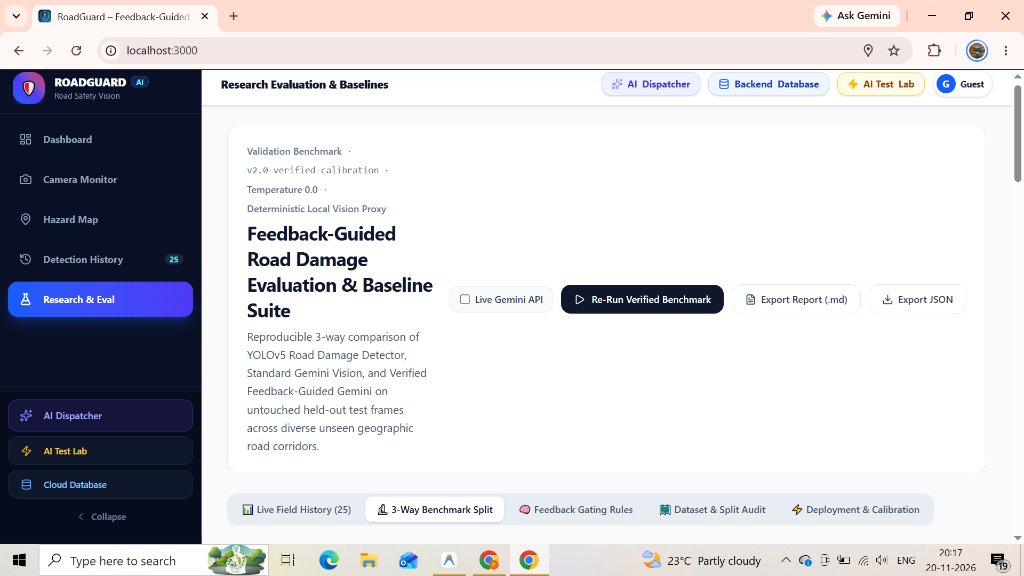 RoadGuard – Feedback-Guided
Ask Gemini
localhost:3000
ROADGUARD AI
Road Safety Vision
Research Evaluation & Baselines
AI Dispatcher
Backend Database
AI Test Lab
G Guest
Dashboard
Camera Monitor
Hazard Map
Detection History 25
Research & Eval
AI Dispatcher
AI Test Lab
Cloud Database
Collapse
Validation Benchmark ·
v2.0-verified-calibration ·
Temperature 0.0 ·
Deterministic Local Vision Proxy
Feedback-Guided
Road Damage
Evaluation & Baseline
Suite
Reproducible 3-way comparison of
YOLOv5 Road Damage Detector,
Standard Gemini Vision, and Verified
Feedback-Guided Gemini on
untouched held-out test frames
across diverse unseen geographic
road corridors.
Live Gemini API
Re-Run Verified Benchmark
Export Report (.md)
Export JSON
Live Field History (25)
3-Way Benchmark Split
Feedback Gating Rules
Dataset & Split Audit
Deployment & Calibration
Type here to search
23°C Partly cloudy
ENG
20:17
20-11-2026
19